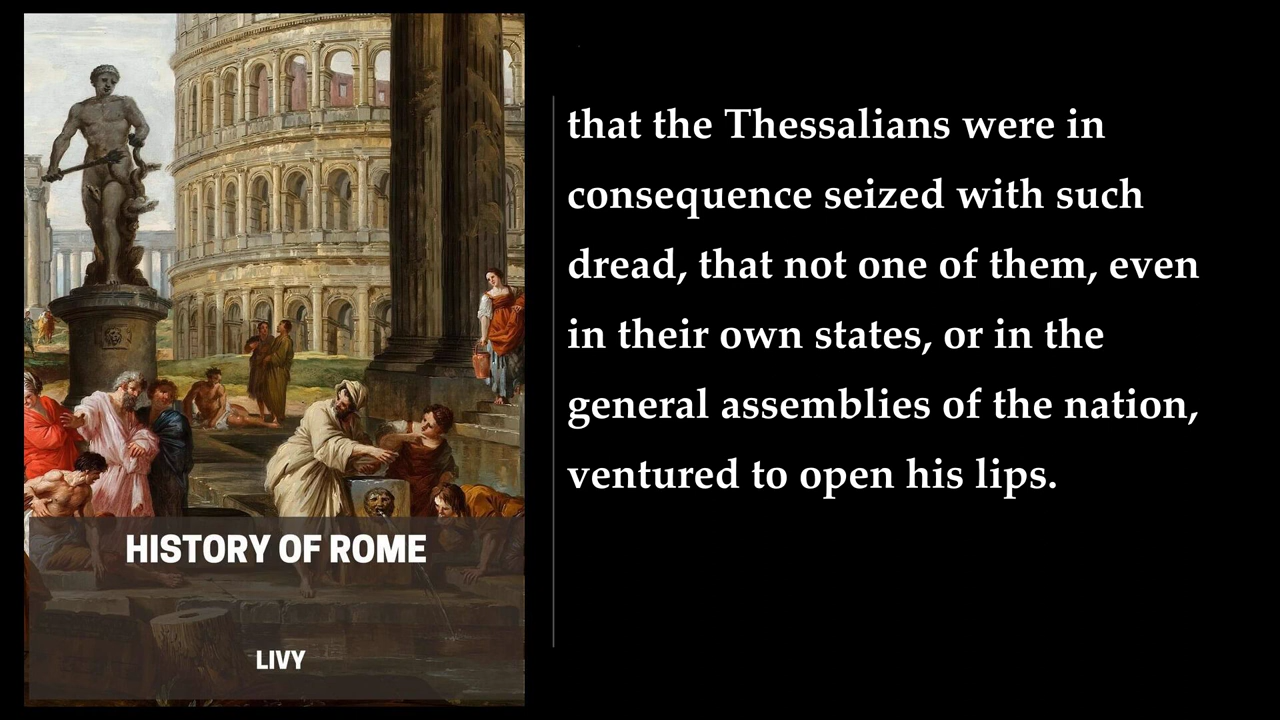 HISTORY OF ROME
LIVY
that the Thessalians were in
consequence seized with such
dread, that not one of them, even
in their own states, or in the
general assemblies of the nation,
ventured to open his lips.